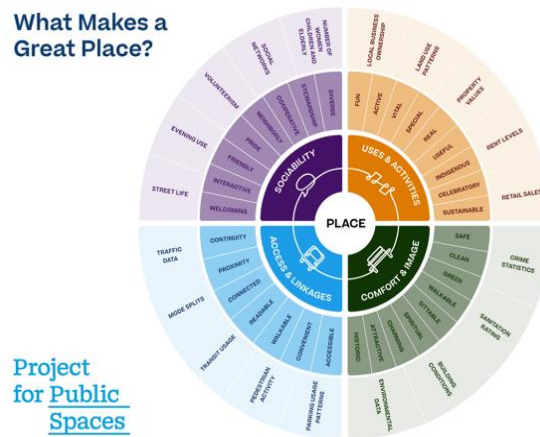 What Makes a
Great Place?
PLACE
SOCIABILITY
DIVERSE
STEWARDSHIP
COOPERATIVE
NEIGHBORLY
PRIDE
FRIENDLY
INTERACTIVE
WELCOMING
NUMBER OF
WOMEN
CHILDREN AND
ELDERLY
SOCIAL
NETWORKS
VOLUNTEERISM
EVENING USE
STREET LIFE
USES & ACTIVITIES
FUN
ACTIVE
VITAL
SPECIAL
REAL
USEFUL
INDIGENOUS
CELEBRATORY
SUSTAINABLE
LOCAL BUSINESS
OWNERSHIP
LAND USE
PATTERNS
PROPERTY
VALUES
RENT LEVELS
RETAIL SALES
COMFORT & IMAGE
SAFE
CLEAN
GREEN
WALKABLE
SITTABLE
SPIRITUAL
CHARMING
ATTRACTIVE
HISTORIC
CRIME
STATISTICS
SANITATION
RATING
BUILDING
CONDITIONS
ENVIRONMENTAL
DATA
ACCESS & LINKAGES
CONTINUITY
PROXIMITY
CONNECTED
READABLE
WALKABLE
CONVENIENT
ACCESSIBLE
TRAFFIC
DATA
MODE SPLITS
TRANSIT USAGE
PEDESTRIAN
ACTIVITY
PARKING USAGE
PATTERNS
Project
for Public
Spaces